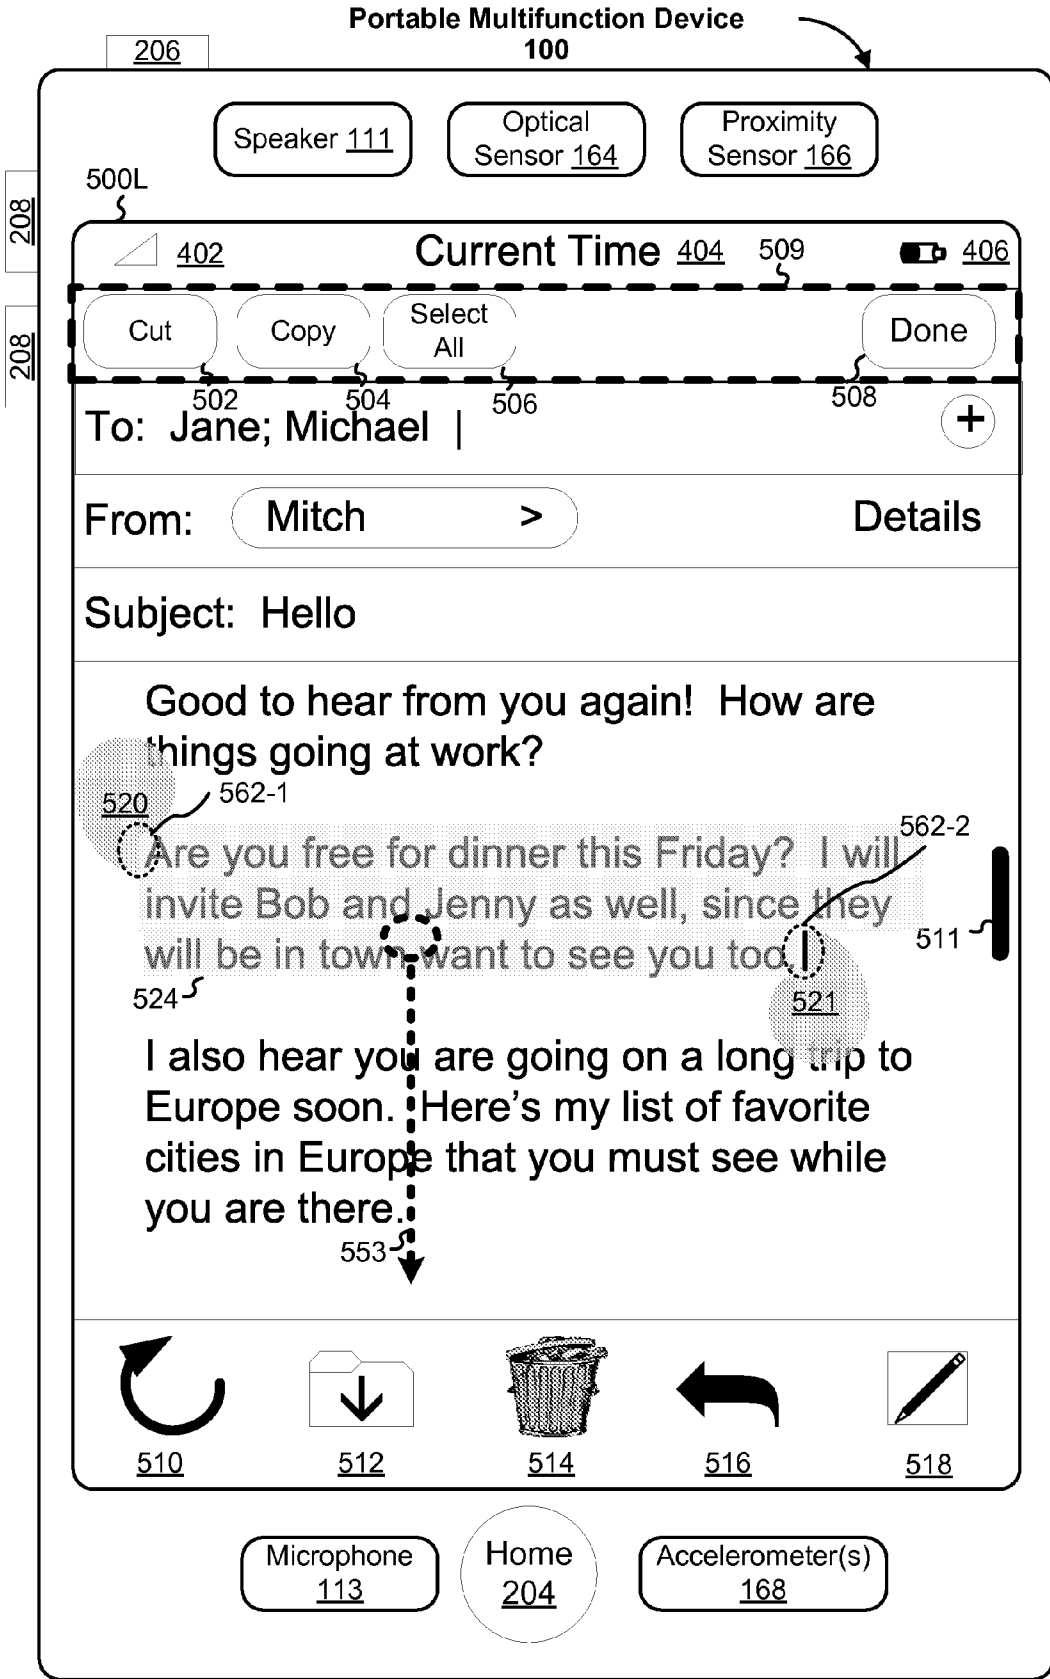 Portable Multifunction Device
100
206
Speaker 111
Optical
Sensor 164
Proximity
Sensor 166
500L
208
208
402
Current Time 404
509
406
Cut
Copy
Select
All
Done
502
504
506
508
To: Jane; Michael |
+
From: Mitch >
Details
Subject: Hello
Good to hear from you again! How are
things going at work?
520
562-1
562-2
Are you free for dinner this Friday? I will
invite Bob and Jenny as well, since they
will be in town want to see you too.
511
524
521
I also hear you are going on a long trip to
Europe soon. Here's my list of favorite
cities in Europe that you must see while
you are there.
553
510
512
514
516
518
Microphone
113
Home
204
Accelerometer(s)
168